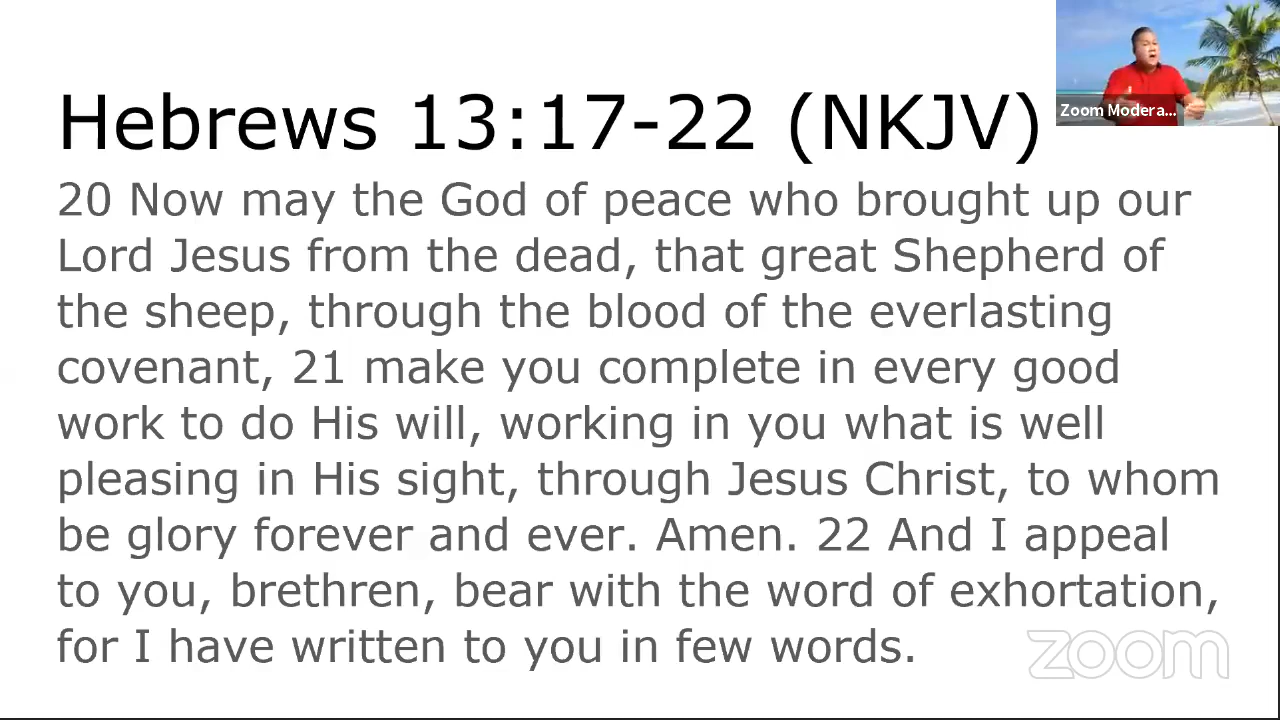 Hebrews 13:17-22 (NKJV)
Zoom Modera...
20 Now may the God of peace who brought up our
Lord Jesus from the dead, that great Shepherd of
the sheep, through the blood of the everlasting
covenant, 21 make you complete in every good
work to do His will, working in you what is well
pleasing in His sight, through Jesus Christ, to whom
be glory forever and ever. Amen. 22 And I appeal
to you, brethren, bear with the word of exhortation,
for I have written to you in few words.
zoom